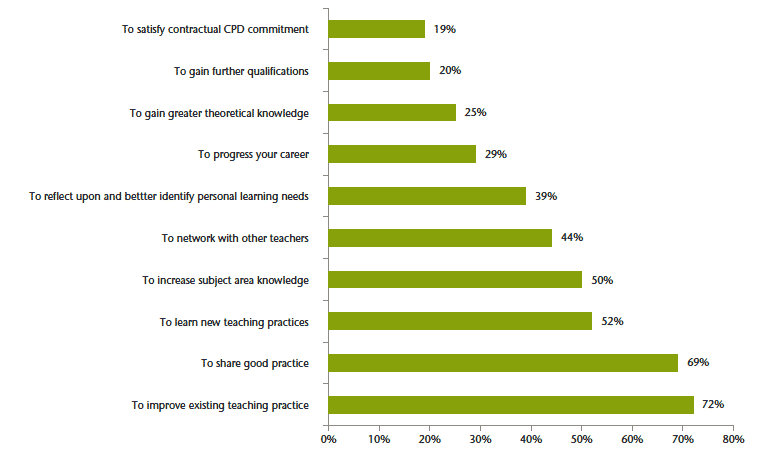 To satisfy contractual CPD commitment 19%
To gain further qualifications 20%
To gain greater theoretical knowledge 25%
To progress your career 29%
To reflect upon and bettter identify personal learning needs 39%
To network with other teachers 44%
To increase subject area knowledge 50%
To learn new teaching practices 52%
To share good practice 69%
To improve existing teaching practice 72%
0% 10% 20% 30% 40% 50% 60% 70% 80%